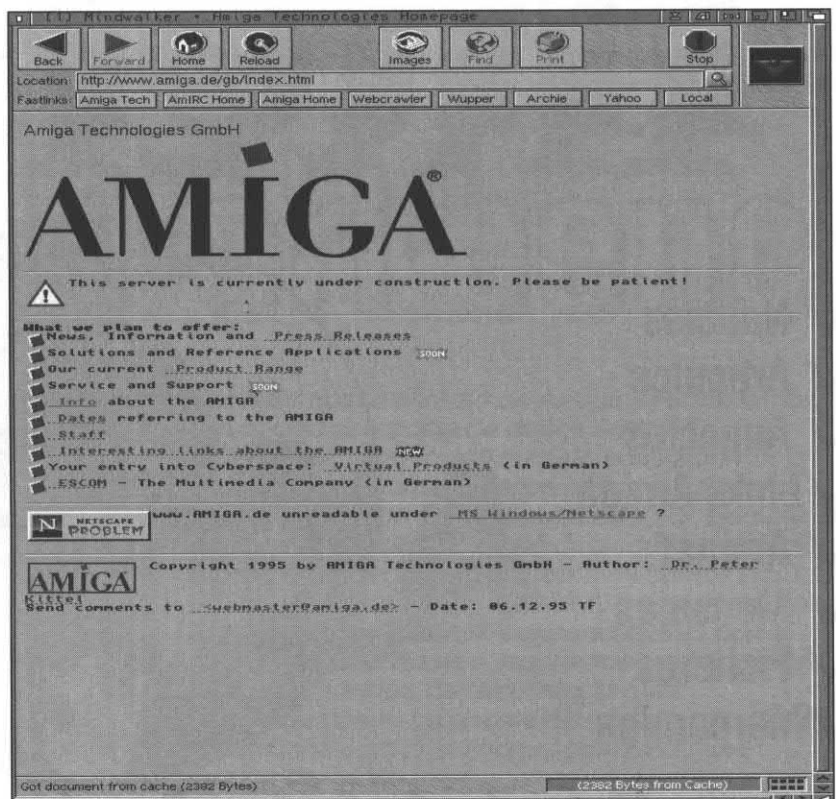 [1] Mindwalker • Amiga Technologies Homepage
Back Forward Home Reload Images Find Print Stop
Location: http://www.amiga.de/gb/index.html
Fastlinks: Amiga Tech AmIRC Home Amiga Home Webcrawler Wupper Archie Yahoo Local
Amiga Technologies GmbH
AMIGA®
This server is currently under construction. Please be patient!
What we plan to offer:
News, Information and Press Releases
Solutions and Reference Applications SOON
Our current Product Range
Service and Support SOON
Info about the AMIGA
Dates referring to the AMIGA
Staff
Interesting links about the AMIGA NEW
Your entry into Cyberspace: Virtual Products (in German)
ESCOM - The Multimedia Company (in German)
N NETSCAPE PROBLEM www.AMIGA.de unreadable under MS Windows/Netscape ?
AMIGA Copyright 1995 by AMIGA Technologies GmbH - Author: Dr. Peter
Kittel
Send comments to <webmaster@amiga.de> - Date: 06.12.95 TF
Got document from cache (2382 Bytes) (2382 Bytes from Cache)